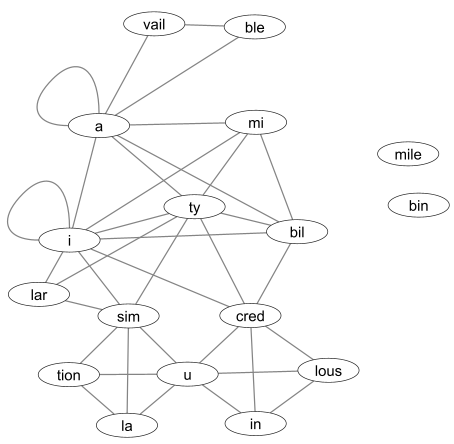 vail
ble
a
mi
mile
ty
bin
i
bil
lar
sim
cred
tion
u
lous
la
in